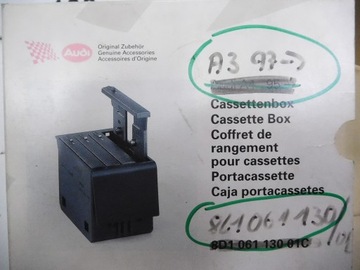 Audi
Original Zubehör
Genuine Accessories
Accessoires d'Origine
A3 97->
Cassettenbox
Cassette Box
Coffret de
rangement
pour cassettes
Portacassette
Caja portacassetes
8L1 061 130
8D1 061 130 01C